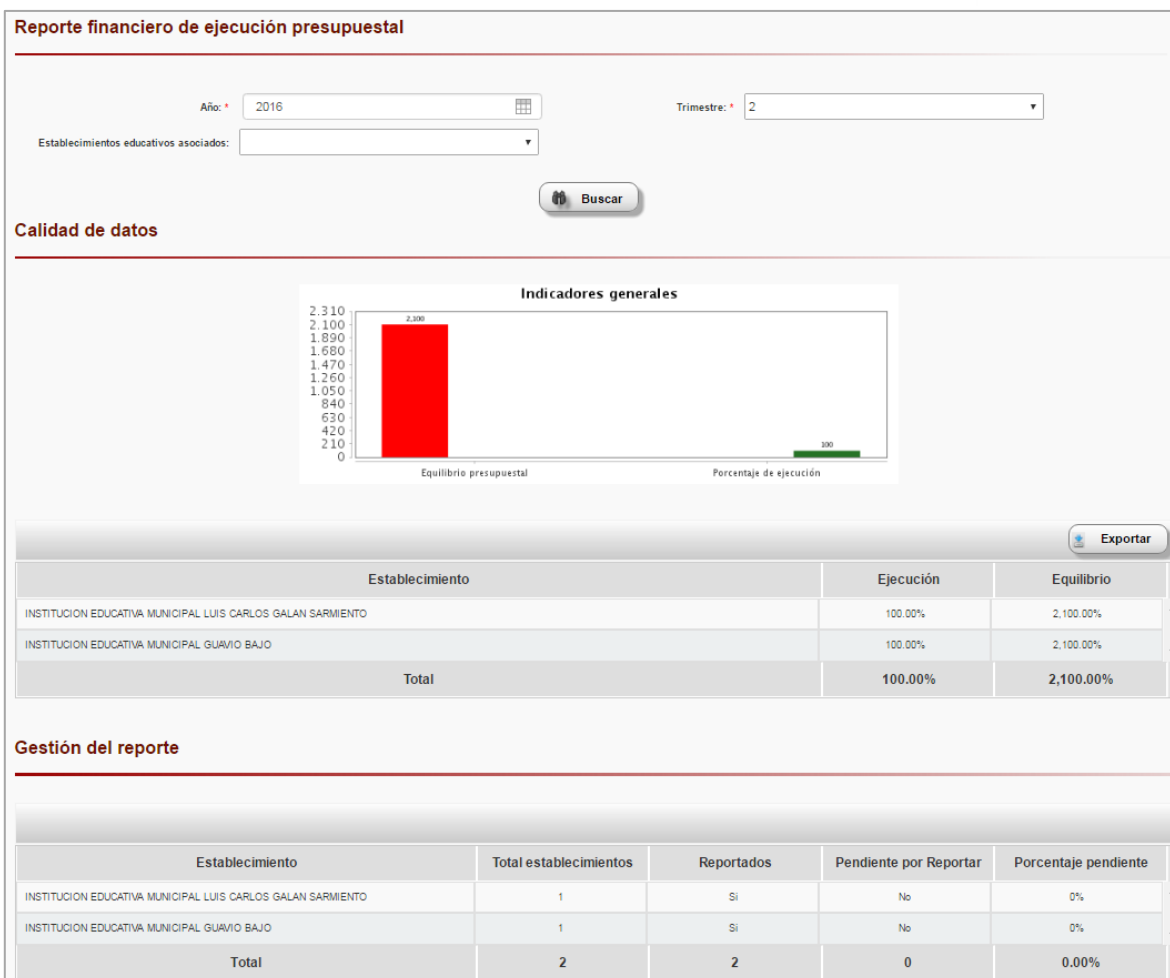 Reporte financiero de ejecución presupuestal
Año: * 2016 Trimestre: * 2
Establecimientos educativos asociados:
Buscar
Calidad de datos
Indicadores generales
2.310
2.100
1.890
1.680
1.470
1.260
1.050
840
630
420
210
0
2,100
100
Equilibrio presupuestal Porcentaje de ejecución
Exportar
Establecimiento Ejecución Equilibrio
INSTITUCION EDUCATIVA MUNICIPAL LUIS CARLOS GALAN SARMIENTO 100.00% 2,100.00%
INSTITUCION EDUCATIVA MUNICIPAL GUAVIO BAJO 100.00% 2,100.00%
Total 100.00% 2,100.00%
Gestión del reporte
Establecimiento Total establecimientos Reportados Pendiente por Reportar Porcentaje pendiente
INSTITUCION EDUCATIVA MUNICIPAL LUIS CARLOS GALAN SARMIENTO 1 Si No 0%
INSTITUCION EDUCATIVA MUNICIPAL GUAVIO BAJO 1 Si No 0%
Total 2 2 0 0.00%